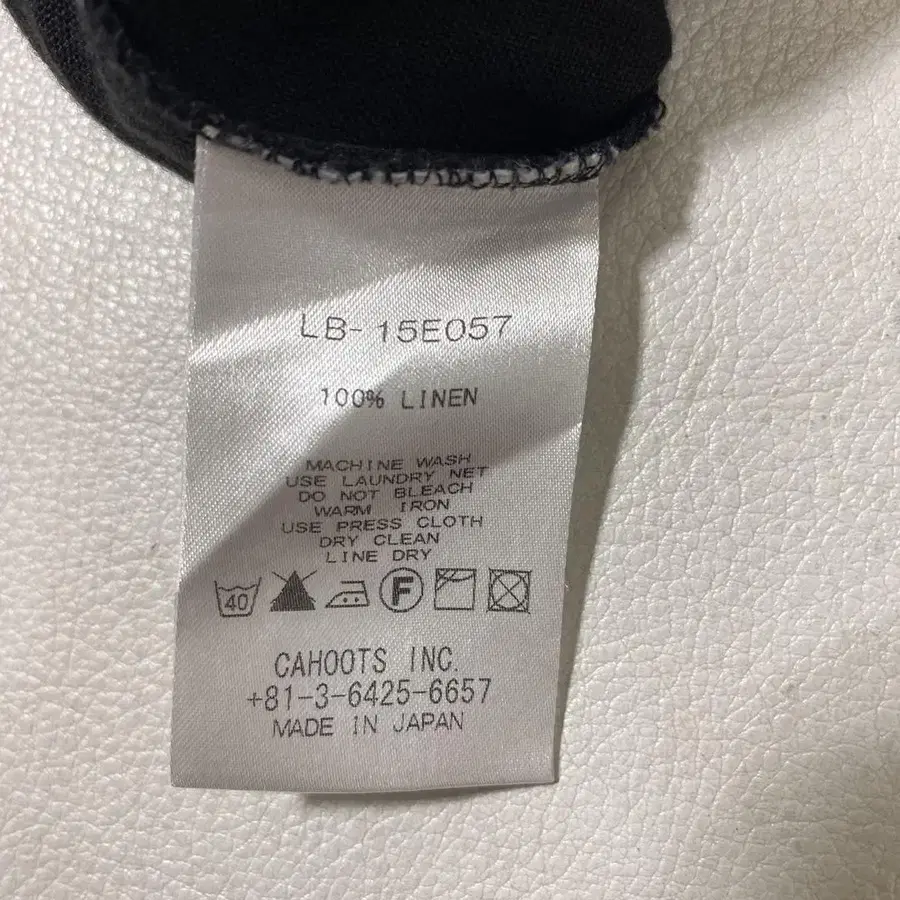 LB-15E057
100% LINEN
MACHINE WASH
USE LAUNDRY NET
DO NOT BLEACH
WARM IRON
USE PRESS CLOTH
DRY CLEAN
LINE DRY
40 F
CAHOOTS INC.
+81-3-6425-6657
MADE IN JAPAN